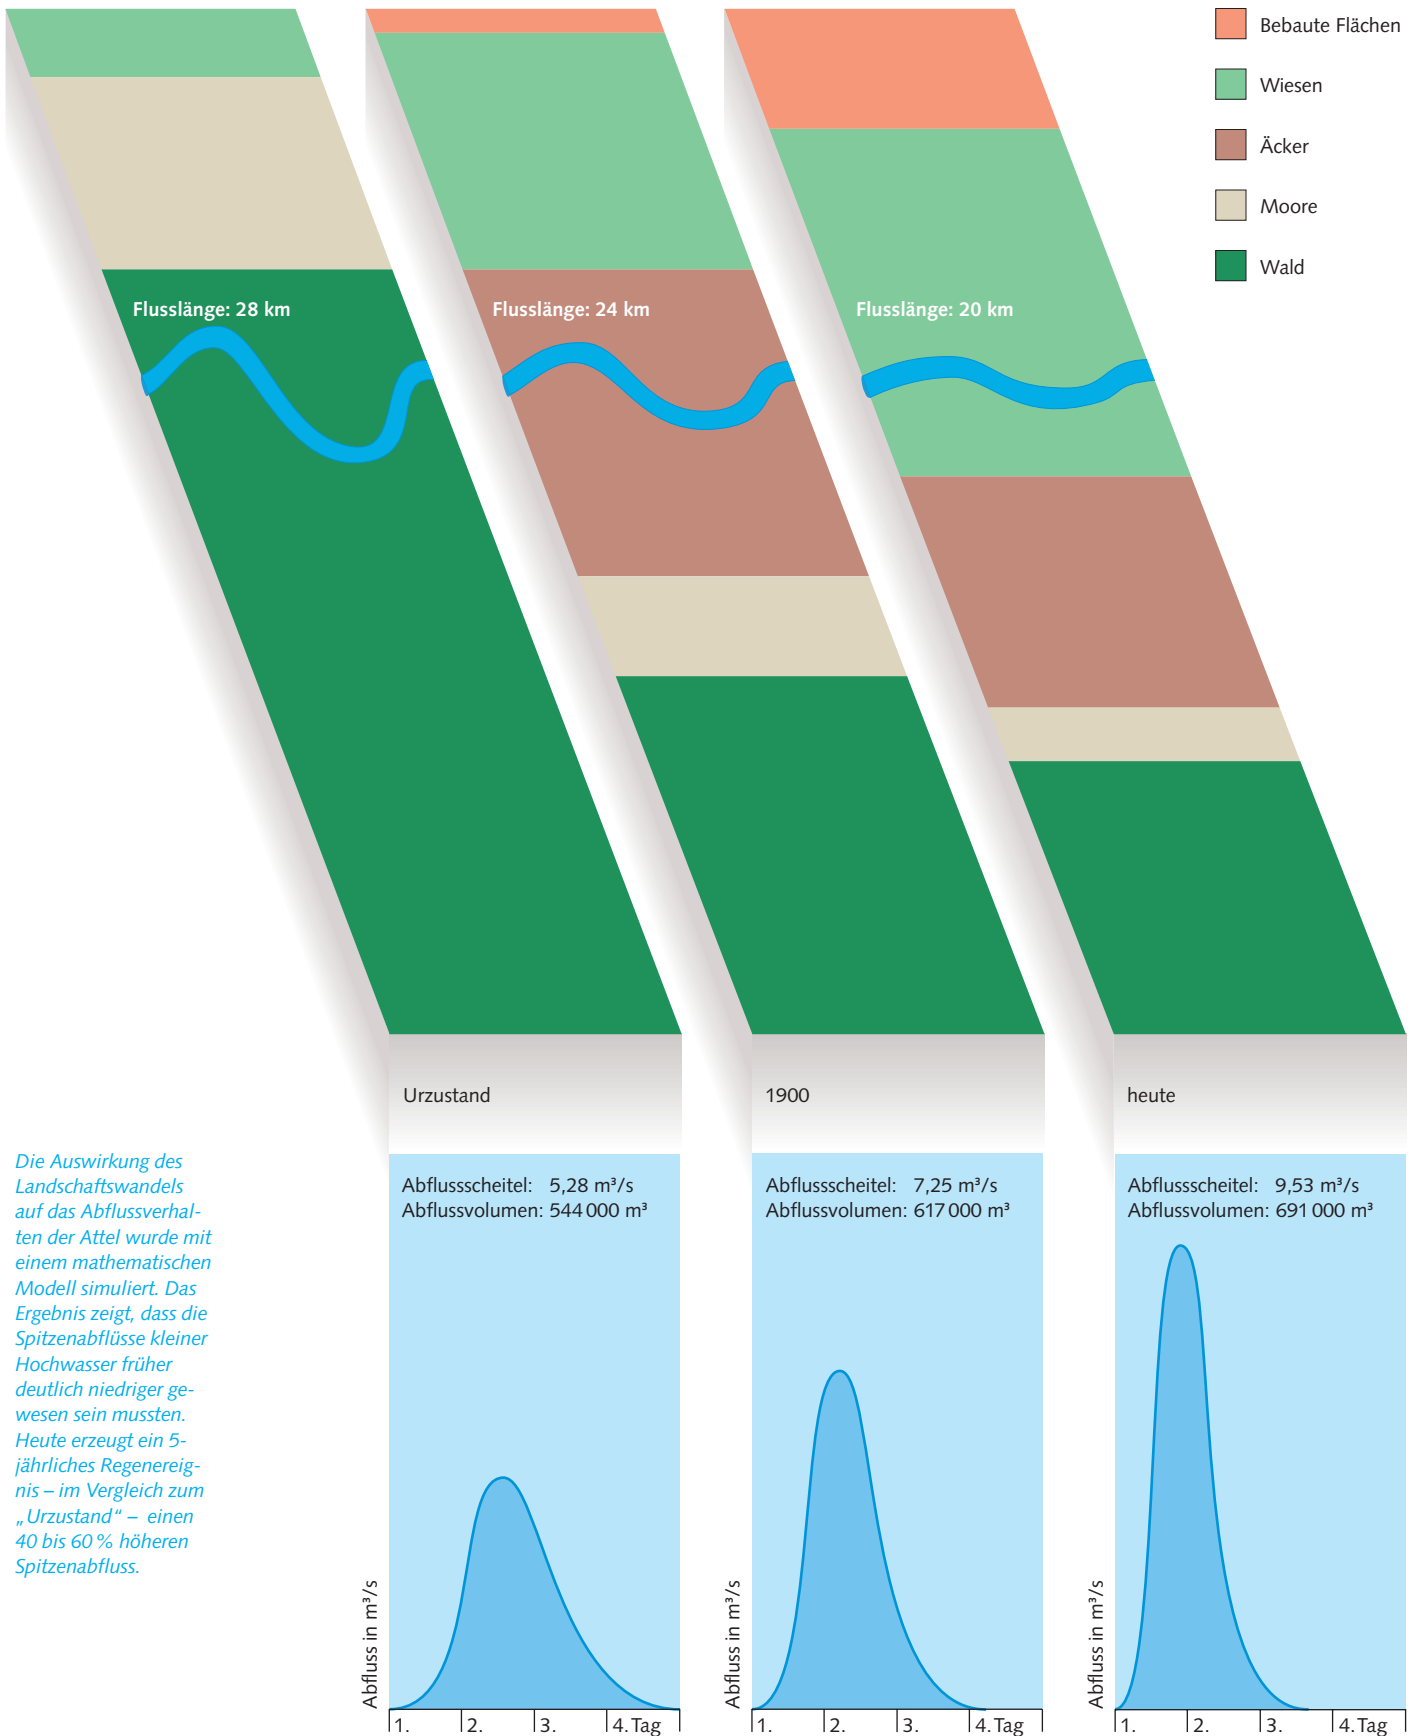 Bebaute Flächen
Wiesen
Äcker
Moore
Wald
Flusslänge: 28 km
Flusslänge: 24 km
Flusslänge: 20 km
Urzustand
1900
heute
Die Auswirkung des
Landschaftswandels
auf das Abflussverhal-
ten der Attel wurde mit
einem mathematischen
Modell simuliert. Das
Ergebnis zeigt, dass die
Spitzenabflüsse kleiner
Hochwasser früher
deutlich niedriger ge-
wesen sein mussten.
Heute erzeugt ein 5-
jährliches Regenereig-
nis – im Vergleich zum
„Urzustand“ – einen
40 bis 60 % höheren
Spitzenabfluss.
Abflussscheitel: 5,28 m³/s
Abflussvolumen: 544 000 m³
Abfluss in m³/s
1. 2. 3. 4. Tag
Abflussscheitel: 7,25 m³/s
Abflussvolumen: 617 000 m³
Abfluss in m³/s
1. 2. 3. 4. Tag
Abflussscheitel: 9,53 m³/s
Abflussvolumen: 691 000 m³
Abfluss in m³/s
1. 2. 3. 4. Tag